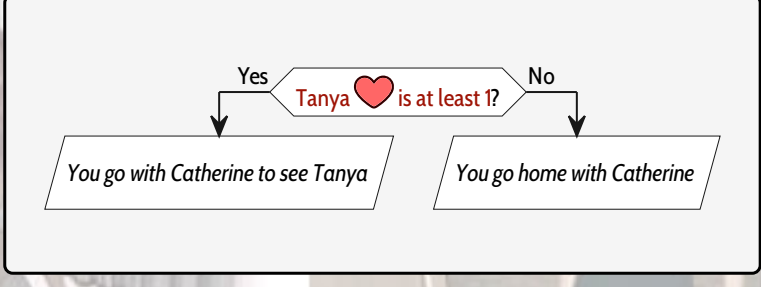 Yes
No
Tanya is at least 1?
You go with Catherine to see Tanya
You go home with Catherine